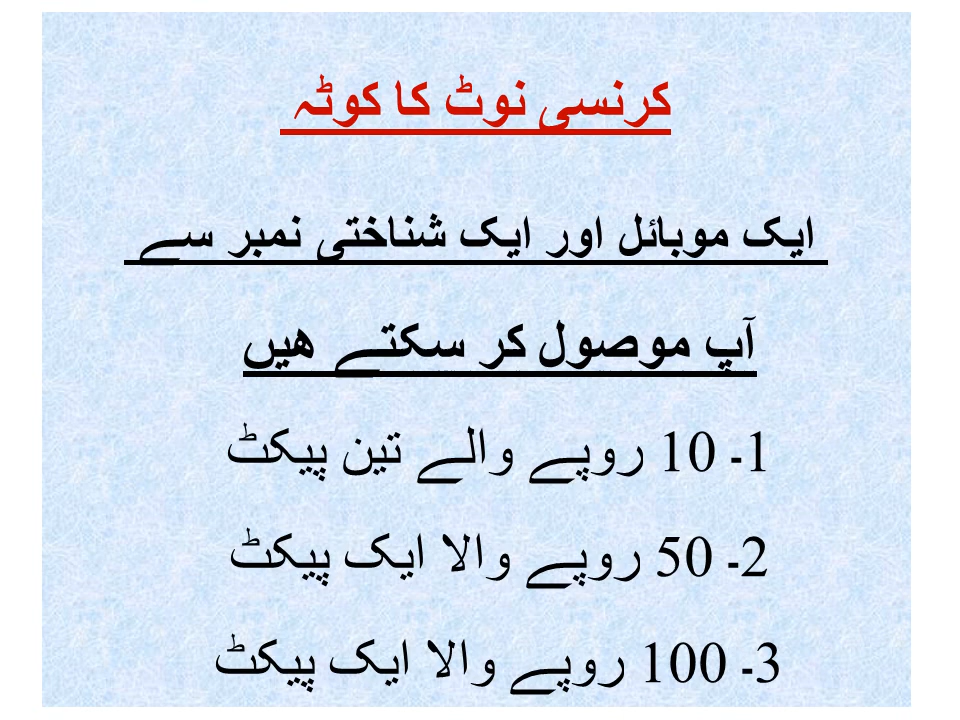 کرنسی نوٹ کا کوٹہ
ایک موبائل اور ایک شناختی نمبر سے
آپ موصول کر سکتے ھیں
1۔ 10 روپے والے تین پیکٹ
2۔ 50 روپے والا ایک پیکٹ
3۔ 100 روپے والا ایک پیکٹ